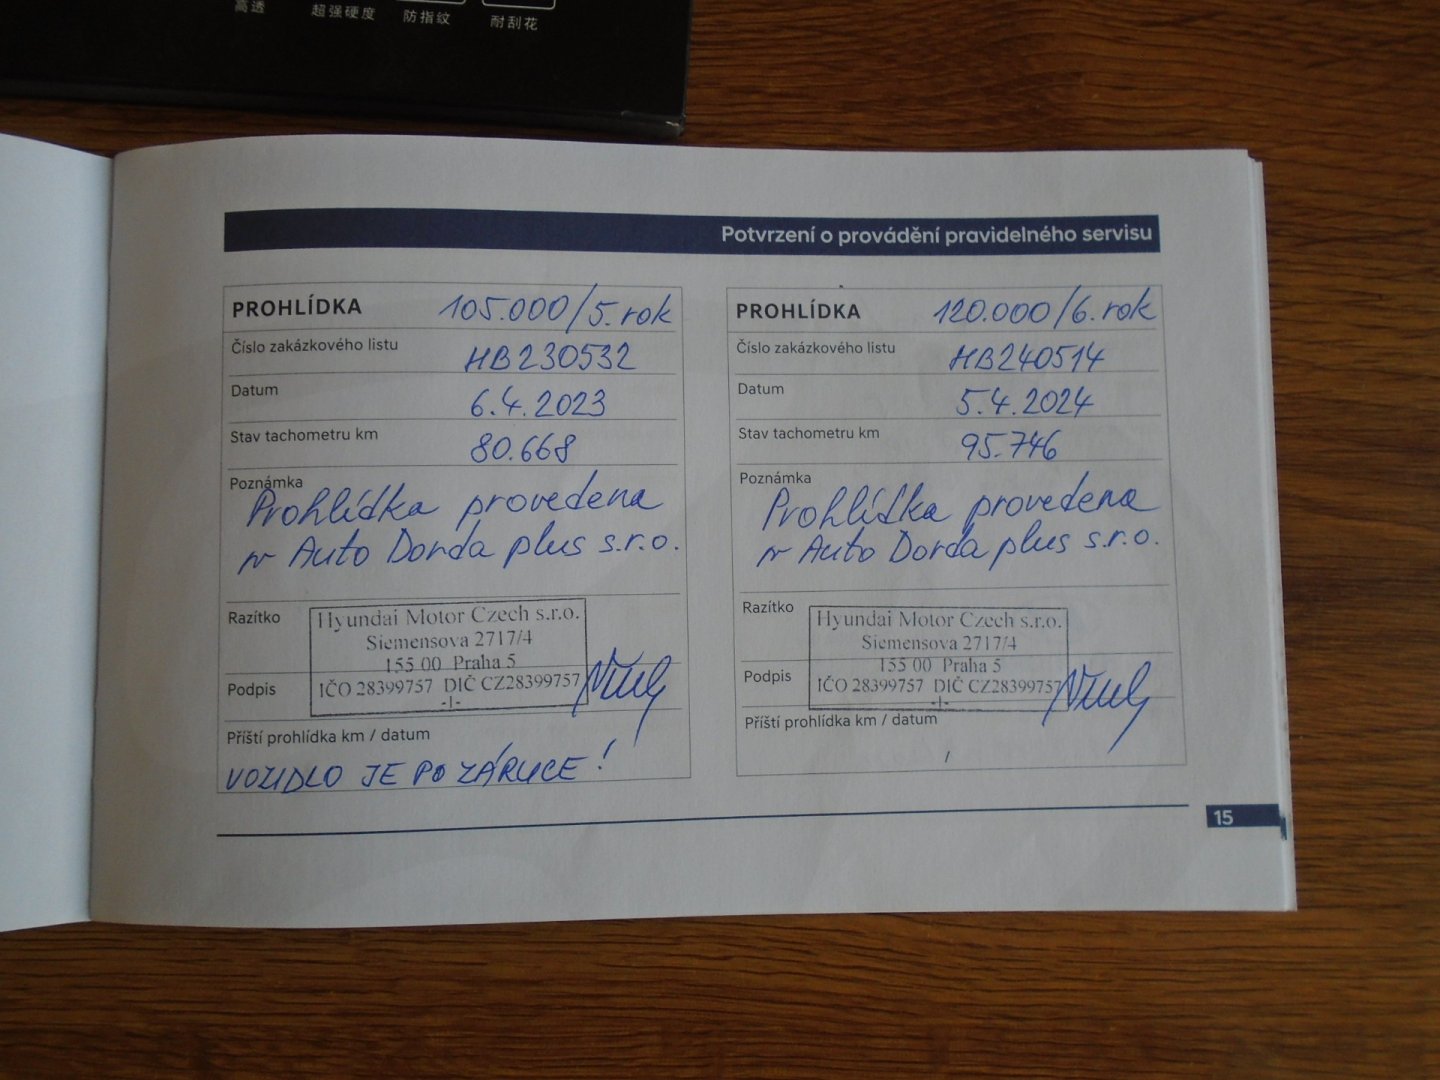 高透
超强硬度
防指纹
耐刮花
Potvrzení o provádění pravidelného servisu
PROHLÍDKA 105.000/5. rok
Číslo zakázkového listu HB230532
Datum 6.4.2023
Stav tachometru km 80.668
Poznámka
Prohlídka provedena
v Auto Dorda plus s.r.o.
Razítko
Hyundai Motor Czech s.r.o.
Siemensova 2717/4
155 00 Praha 5
Podpis
IČO 28399757 DIČ CZ28399757
-1-
Příští prohlídka km / datum
VOZIDLO JE PO ZÁRUCE!
PROHLÍDKA 120.000/6. rok
Číslo zakázkového listu HB240514
Datum 5.4.2024
Stav tachometru km 95.746
Poznámka
Prohlídka provedena
v Auto Dorda plus s.r.o.
Razítko
Hyundai Motor Czech s.r.o.
Siemensova 2717/4
155 00 Praha 5
Podpis
IČO 28399757 DIČ CZ28399757
-1-
Příští prohlídka km / datum
15